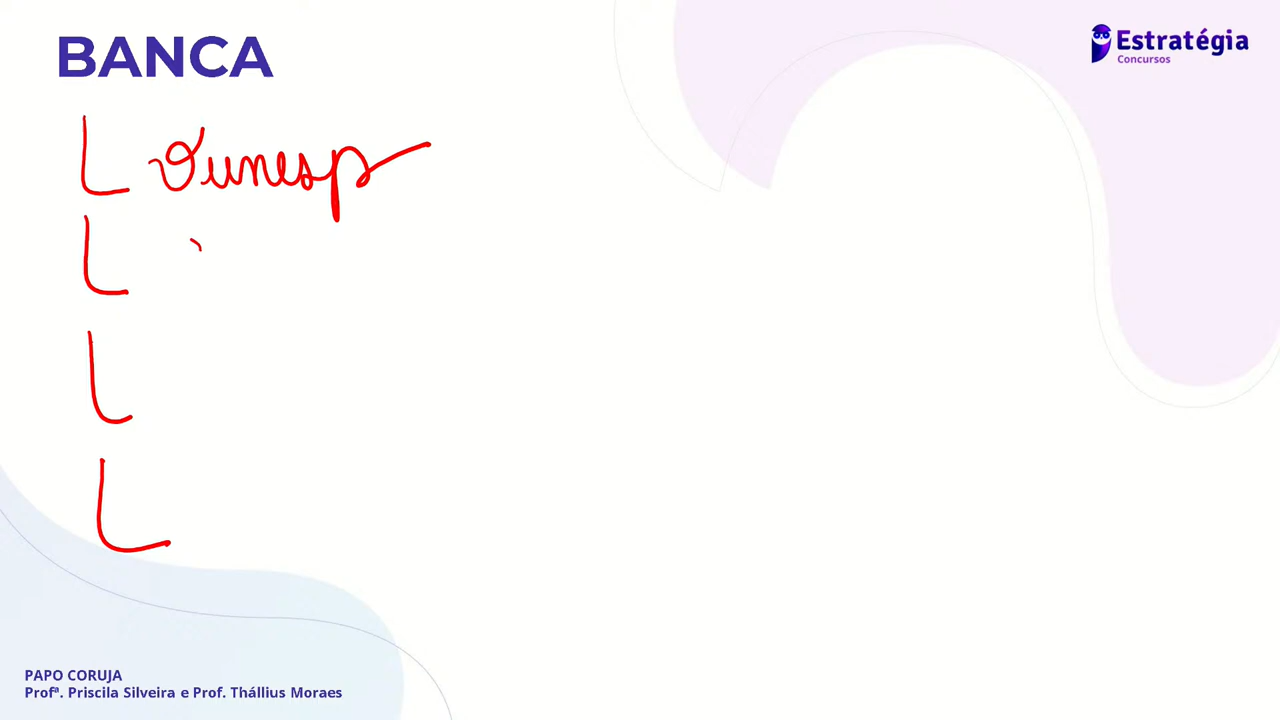 BANCA
Estratégia
Concursos
Vunesp
PAPO CORUJA
Profª. Priscila Silveira e Prof. Thállius Moraes